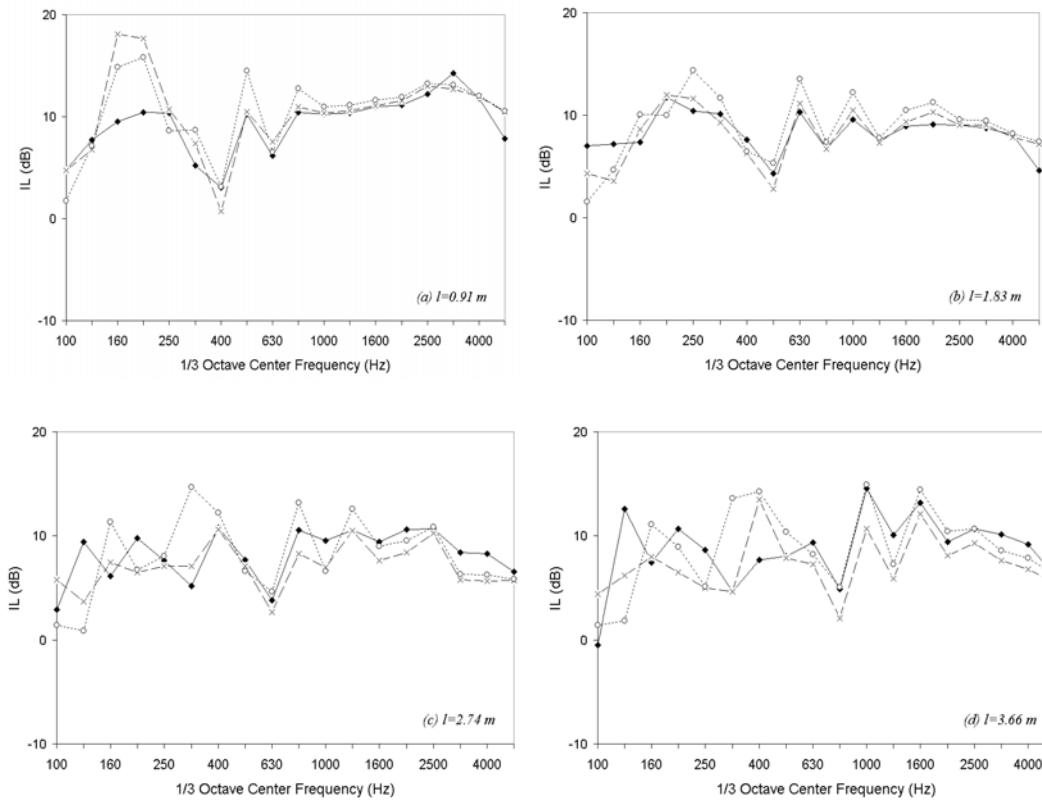 20
10
0
-10
IL (dB)
(a) l=0.91 m
100 160 250 400 630 1000 1600 2500 4000
1/3 Octave Center Frequency (Hz)
20
10
0
-10
IL (dB)
(b) l=1.83 m
100 160 250 400 630 1000 1600 2500 4000
1/3 Octave Center Frequency (Hz)
20
10
0
-10
IL (dB)
(c) l=2.74 m
100 160 250 400 630 1000 1600 2500 4000
1/3 Octave Center Frequency (Hz)
20
10
0
-10
IL (dB)
(d) l=3.66 m
100 160 250 400 630 1000 1600 2500 4000
1/3 Octave Center Frequency (Hz)